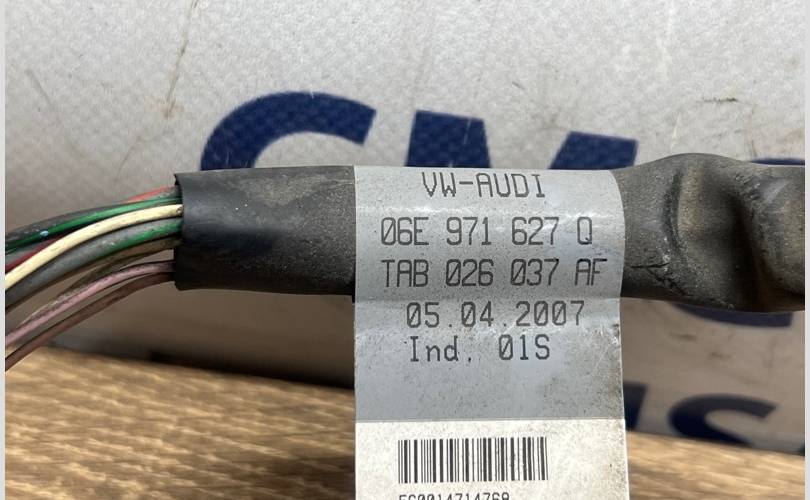 VW-AUDI
06E 971 627 Q
TAB 026 037 AF
05.04.2007
Ind. 01S